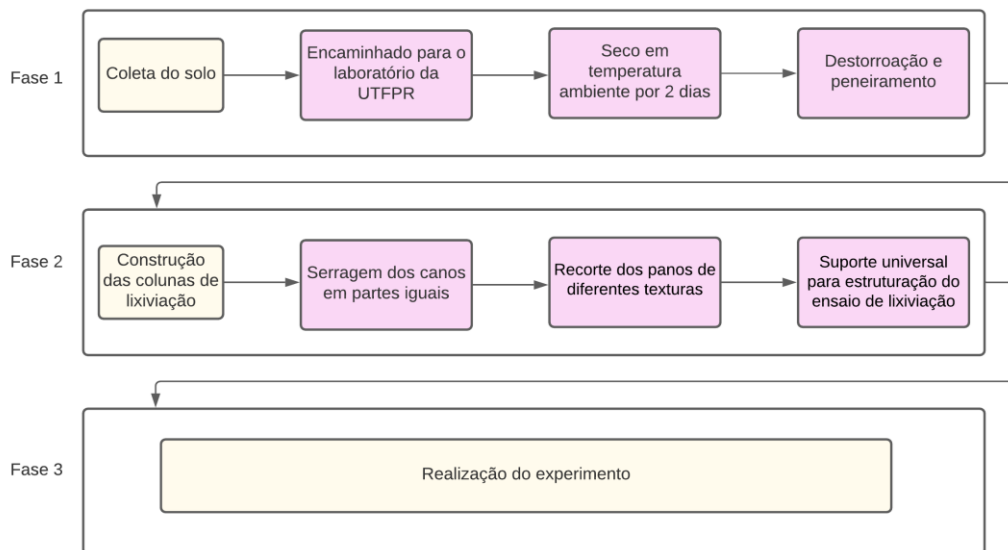 Fase 1
Coleta do solo
Encaminhado para o
laboratório da
UTFPR
Seco em
temperatura
ambiente por 2 dias
Destorroação e
peneiramento
Fase 2
Construção
das colunas de
lixiviação
Serragem dos canos
em partes iguais
Recorte dos panos de
diferentes texturas
Suporte universal
para estruturação do
ensaio de lixiviação
Fase 3
Realização do experimento